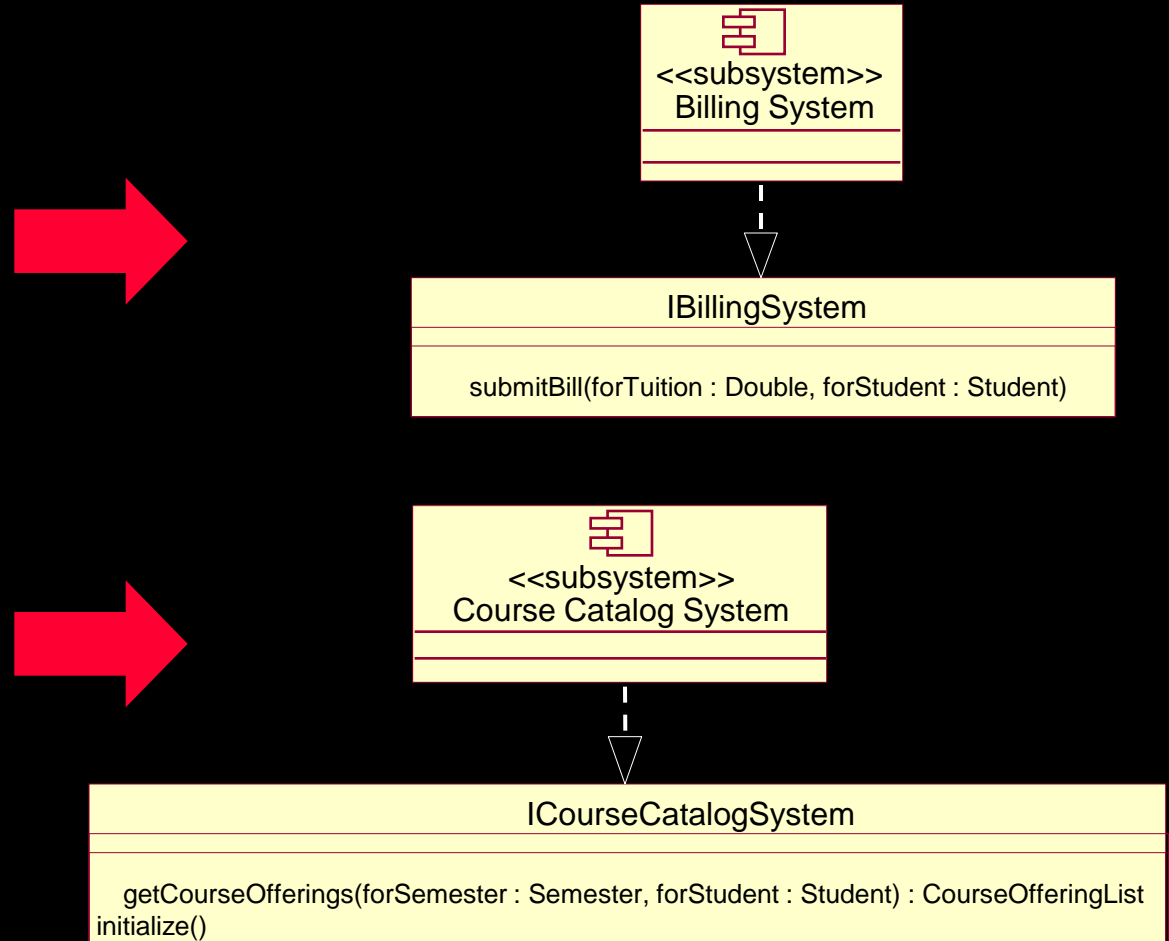 <<subsystem>>
Billing System
IBillingSystem
submitBill(forTuition : Double, forStudent : Student)
<<subsystem>>
Course Catalog System
ICourseCatalogSystem
getCourseOfferings(forSemester : Semester, forStudent : Student) : CourseOfferingList
initialize()